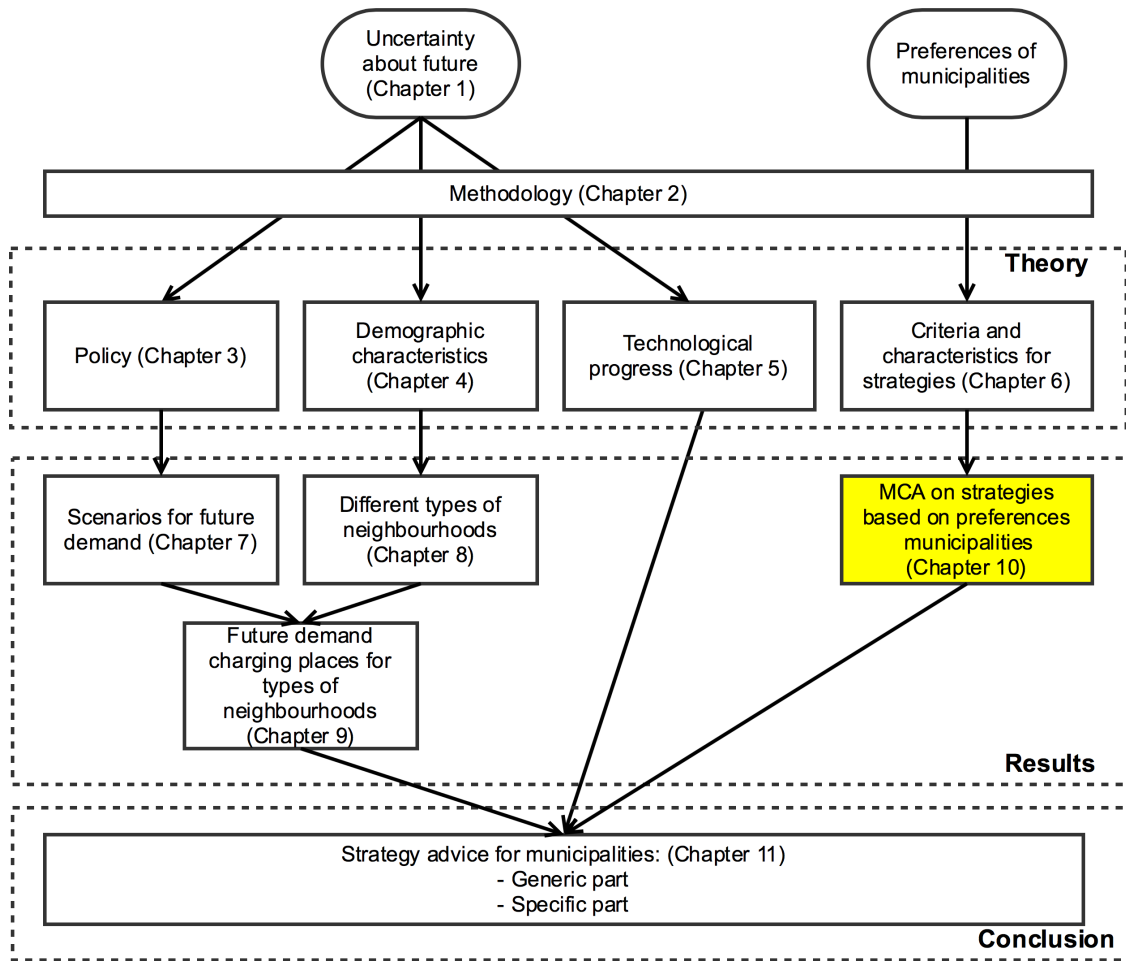 Uncertainty
about future
(Chapter 1)
Preferences of
municipalities
Methodology (Chapter 2)
Theory
Policy (Chapter 3)
Demographic
characteristics
(Chapter 4)
Technological
progress (Chapter 5)
Criteria and
characteristics for
strategies (Chapter 6)
Scenarios for future
demand (Chapter 7)
Different types of
neighbourhoods
(Chapter 8)
MCA on strategies
based on preferences
municipalities
(Chapter 10)
Future demand
charging places for
types of
neighbourhoods
(Chapter 9)
Results
Strategy advice for municipalities: (Chapter 11)
- Generic part
- Specific part
Conclusion